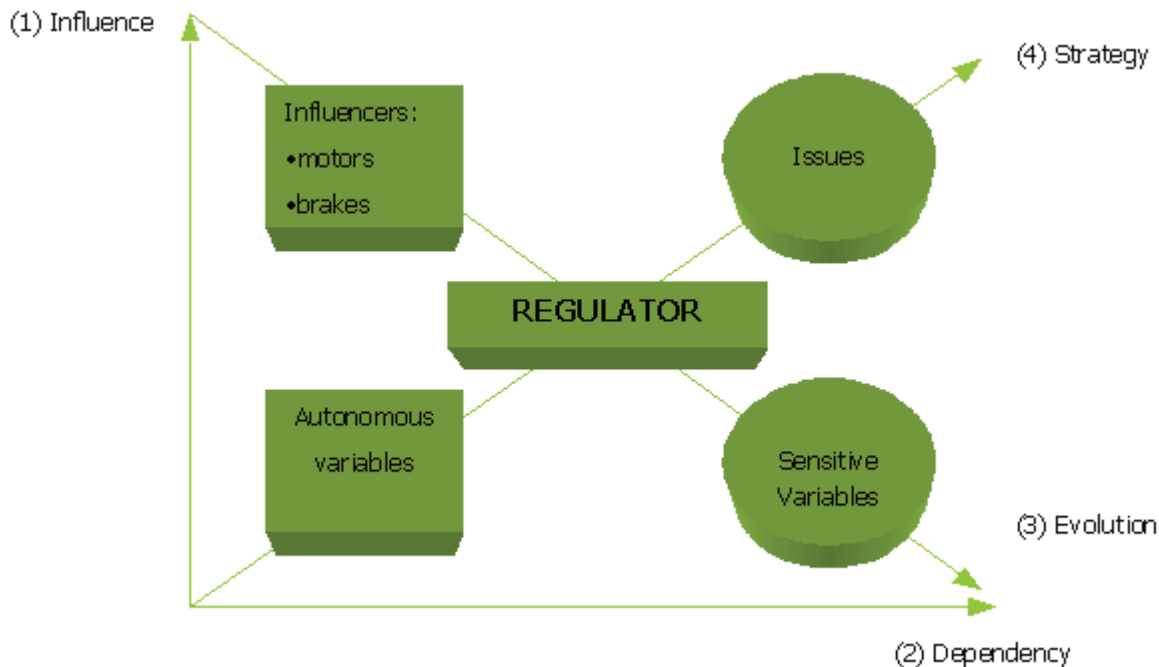 (1) Influence
(4) Strategy
Influencers:
•motors
•brakes
Issues
REGULATOR
Autonomous
variables
Sensitive
Variables
(3) Evolution
(2) Dependency